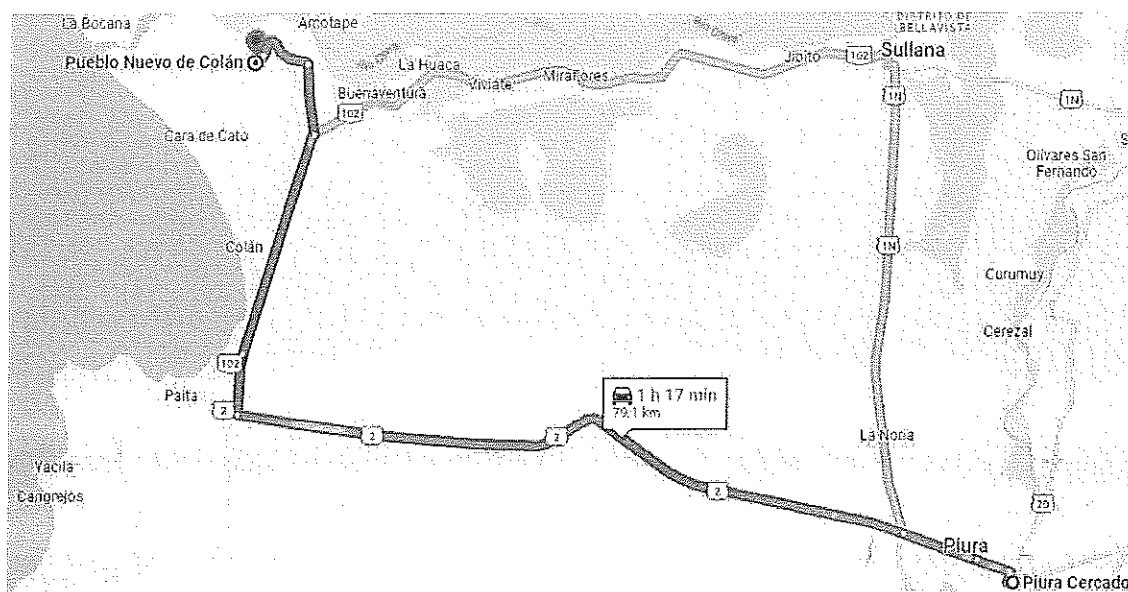 La Bocana
Amotape
DISTRITO DE
BELLAVISTA
Sullana
Pueblo Nuevo de Colán
La Huaca
Viviate
Miraflores
Jibito
102
Buenaventura
102
1N
1N
Cara de Cato
Olivares San
Fernando
Colán
1N
Curumuy
Cerezal
102
Paita
2
1 h 17 min
79.1 km
2
2
La Noria
Yacila
Cangrejos
2
2B
Piura
2
Piura Cercado